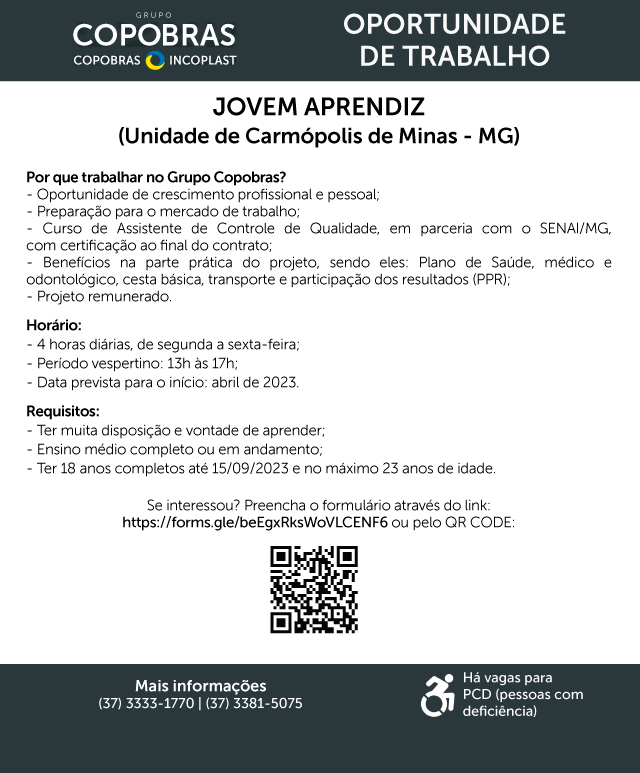 GRUPO
COPOBRAS
COPOBRAS INCOPLAST
OPORTUNIDADE
DE TRABALHO
JOVEM APRENDIZ
(Unidade de Carmópolis de Minas - MG)
Por que trabalhar no Grupo Copobras?
- Oportunidade de crescimento profissional e pessoal;
- Preparação para o mercado de trabalho;
- Curso de Assistente de Controle de Qualidade, em parceria com o SENAI/MG,
com certificação ao final do contrato;
- Benefícios na parte prática do projeto, sendo eles: Plano de Saúde, médico e
odontológico, cesta básica, transporte e participação dos resultados (PPR);
- Projeto remunerado.
Horário:
- 4 horas diárias, de segunda a sexta-feira;
- Período vespertino: 13h às 17h;
- Data prevista para o início: abril de 2023.
Requisitos:
- Ter muita disposição e vontade de aprender;
- Ensino médio completo ou em andamento;
- Ter 18 anos completos até 15/09/2023 e no máximo 23 anos de idade.
Se interessou? Preencha o formulário através do link:
https://forms.gle/beEgxRksWoVLCENF6 ou pelo QR CODE:
Mais informações
(37) 3333-1770 | (37) 3381-5075
Há vagas para
PCD (pessoas com
deficiência)